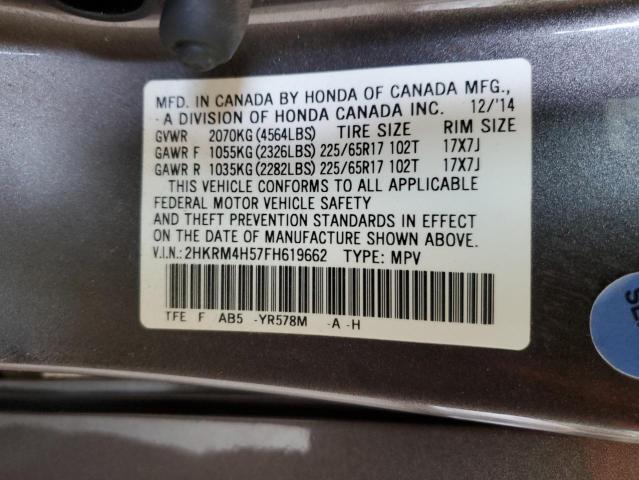 MFD. IN CANADA BY HONDA OF CANADA MFG.,
- A DIVISION OF HONDA CANADA INC. 12/'14
GVWR 2070KG (4564LBS) TIRE SIZE RIM SIZE
GAWR F 1055KG (2326LBS) 225/65R17 102T 17X7J
GAWR R 1035KG (2282LBS) 225/65R17 102T 17X7J
THIS VEHICLE CONFORMS TO ALL APPLICABLE
FEDERAL MOTOR VEHICLE SAFETY
AND THEFT PREVENTION STANDARDS IN EFFECT
ON THE DATE OF MANUFACTURE SHOWN ABOVE.
V.I.N.: 2HKRM4H57FH619662 TYPE: MPV
TFE F AB5 -YR578M -A -H